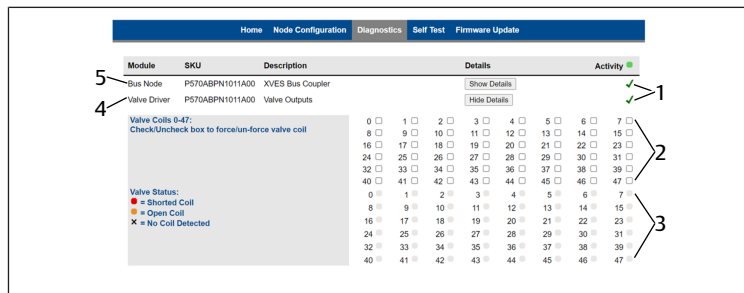 Home Node Configuration Diagnostics Self Test Firmware Update
Module SKU Description Details Activity
5 Bus Node P570ABPN1011A00 XVES Bus Coupler Show Details 1
4 Valve Driver P570ABPN1011A00 Valve Outputs Hide Details
Valve Coils 0-47:
Check/Uncheck box to force/un-force valve coil
0 1 2 3 4 5 6 7
8 9 10 11 12 13 14 15
16 17 18 19 20 21 22 23
24 25 26 27 28 29 30 31
32 33 34 35 36 37 38 39
40 41 42 43 44 45 46 47
2
Valve Status:
= Shorted Coil
= Open Coil
X = No Coil Detected
0 1 2 3 4 5 6 7
8 9 10 11 12 13 14 15
16 17 18 19 20 21 22 23
24 25 26 27 28 29 30 31
32 33 34 35 36 37 38 39
40 41 42 43 44 45 46 47
3